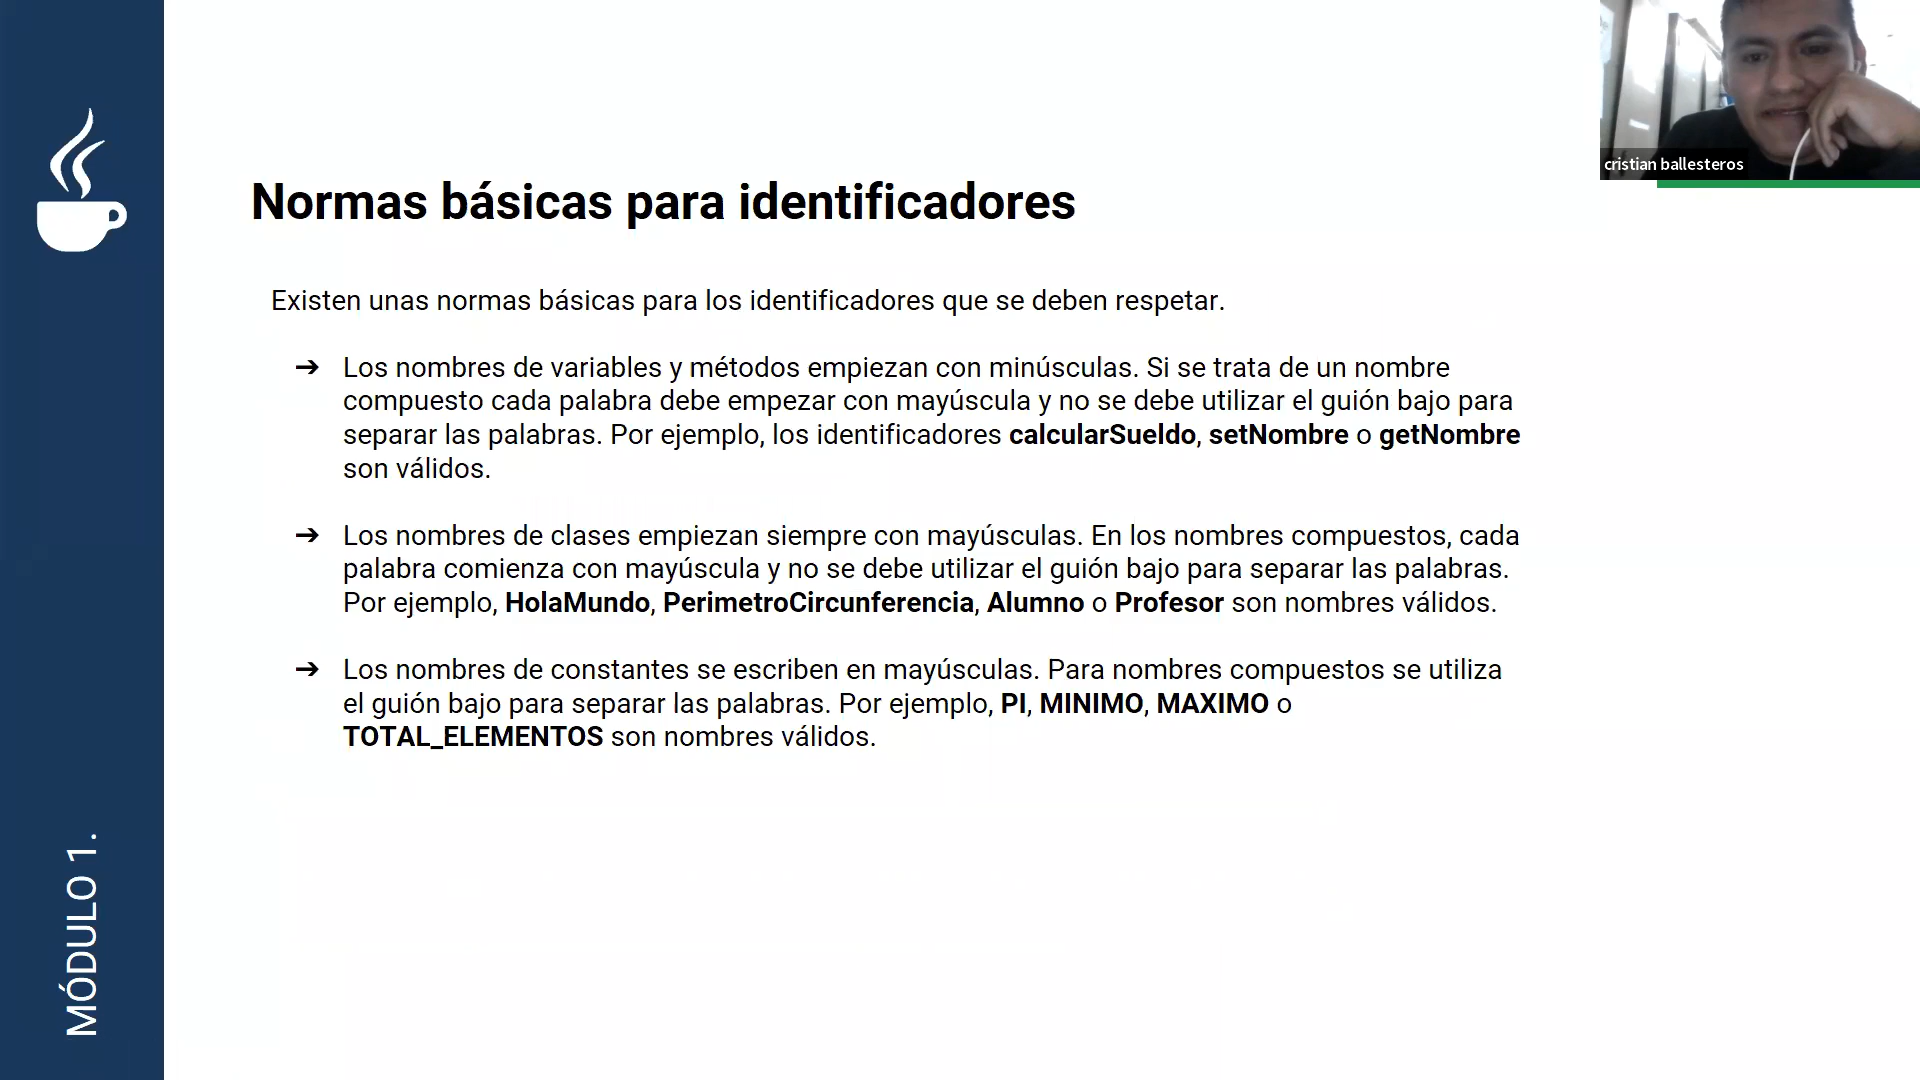 cristian ballesteros
Normas básicas para identificadores
Existen unas normas básicas para los identificadores que se deben respetar.
➔ Los nombres de variables y métodos empiezan con minúsculas. Si se trata de un nombre
compuesto cada palabra debe empezar con mayúscula y no se debe utilizar el guión bajo para
separar las palabras. Por ejemplo, los identificadores calcularSueldo, setNombre o getNombre
son válidos.
➔ Los nombres de clases empiezan siempre con mayúsculas. En los nombres compuestos, cada
palabra comienza con mayúscula y no se debe utilizar el guión bajo para separar las palabras.
Por ejemplo, HolaMundo, PerimetroCircunferencia, Alumno o Profesor son nombres válidos.
➔ Los nombres de constantes se escriben en mayúsculas. Para nombres compuestos se utiliza
el guión bajo para separar las palabras. Por ejemplo, PI, MINIMO, MAXIMO o
TOTAL_ELEMENTOS son nombres válidos.
MÓDULO 1.